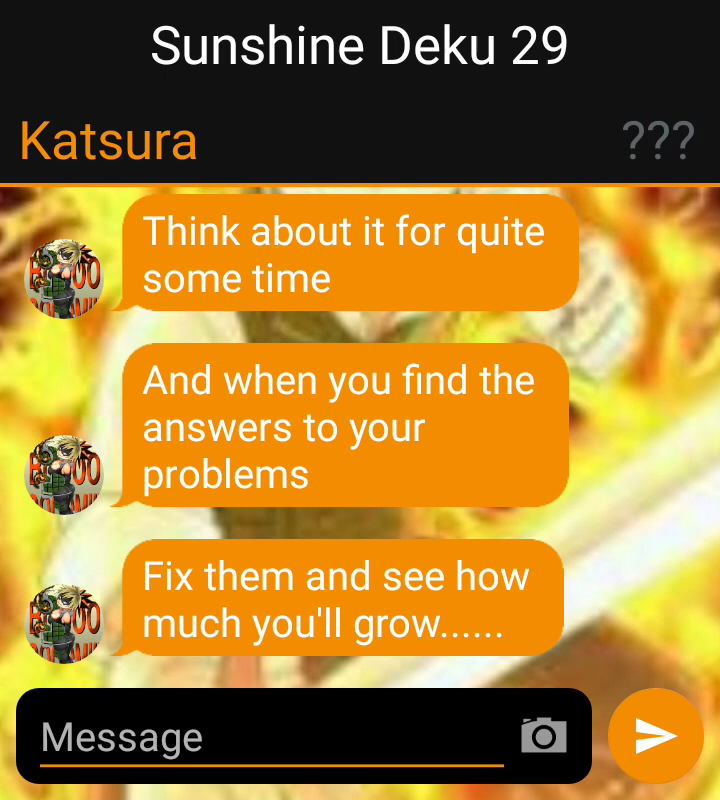 Sunshine Deku 29
Katsura
???
Think about it for quite
some time
And when you find the
answers to your
problems
Fix them and see how
much you'll grow......
Message